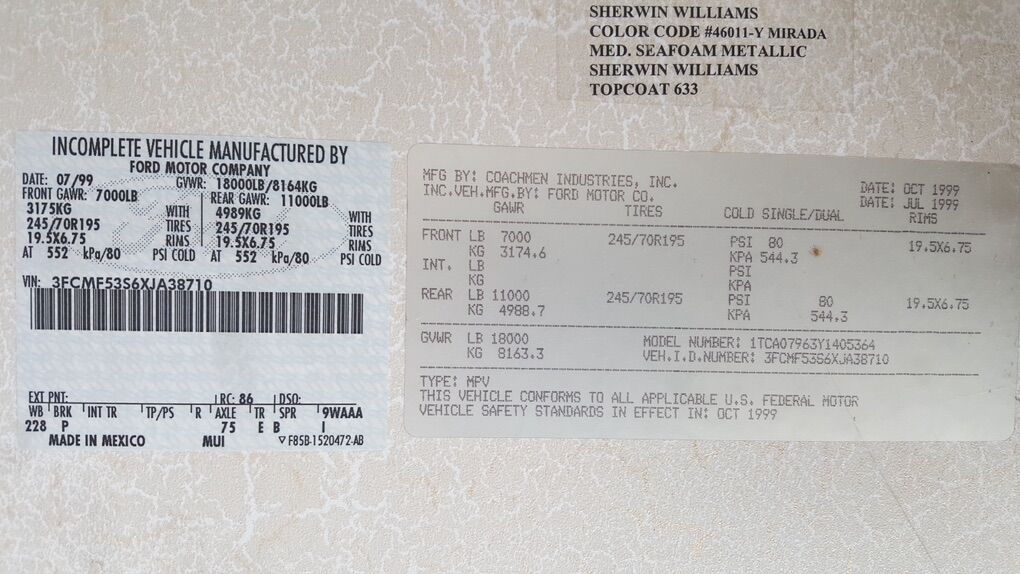 SHERWIN WILLIAMS
COLOR CODE #46011-Y MIRADA
MED. SEAFOAM METALLIC
SHERWIN WILLIAMS
TOPCOAT 633
INCOMPLETE VEHICLE MANUFACTURED BY
FORD MOTOR COMPANY
DATE: 07/99 GVWR: 18000LB/8164KG
FRONT GAWR: 7000LB REAR GAWR: 11000LB
3175KG WITH 4989KG WITH
245/70R195 TIRES 245/70R195 TIRES
19.5X6.75 RINS 19.5X6.75 RINS
AT 552 kPa/80 PSI COLD AT 552 kPa/80 PSI COLD
VIN: 3FCMF53S6XJA38710
EXT PNT: RC: 86 DSO:
WB BRK INT TR TP/PS R AXLE TR SPR 9WAAA
228 P 75 E B I
MADE IN MEXICO MUI ▽ F85B-1520472-AB
MFG BY: COACHMEN INDUSTRIES, INC. DATE: OCT 1999
INC.VEH.MFG.BY: FORD MOTOR CO. DATE: JUL 1999
GAWR TIRES COLD SINGLE/DUAL RIMS
FRONT LB 7000 245/70R195 PSI 80 19.5X6.75
KG 3174.6 KPA 544.3
INT. LB PSI
KG KPA
REAR LB 11000 245/70R195 PSI 80 19.5X6.75
KG 4988.7 KPA 544.3
GVWR LB 18000 MODEL NUMBER: 1TCA07963Y1405364
KG 8163.3 VEH.I.D.NUMBER: 3FCMF53S6XJA38710
TYPE: MPV
THIS VEHICLE CONFORMS TO ALL APPLICABLE U.S. FEDERAL MOTOR
VEHICLE SAFETY STANDARDS IN EFFECT IN: OCT 1999